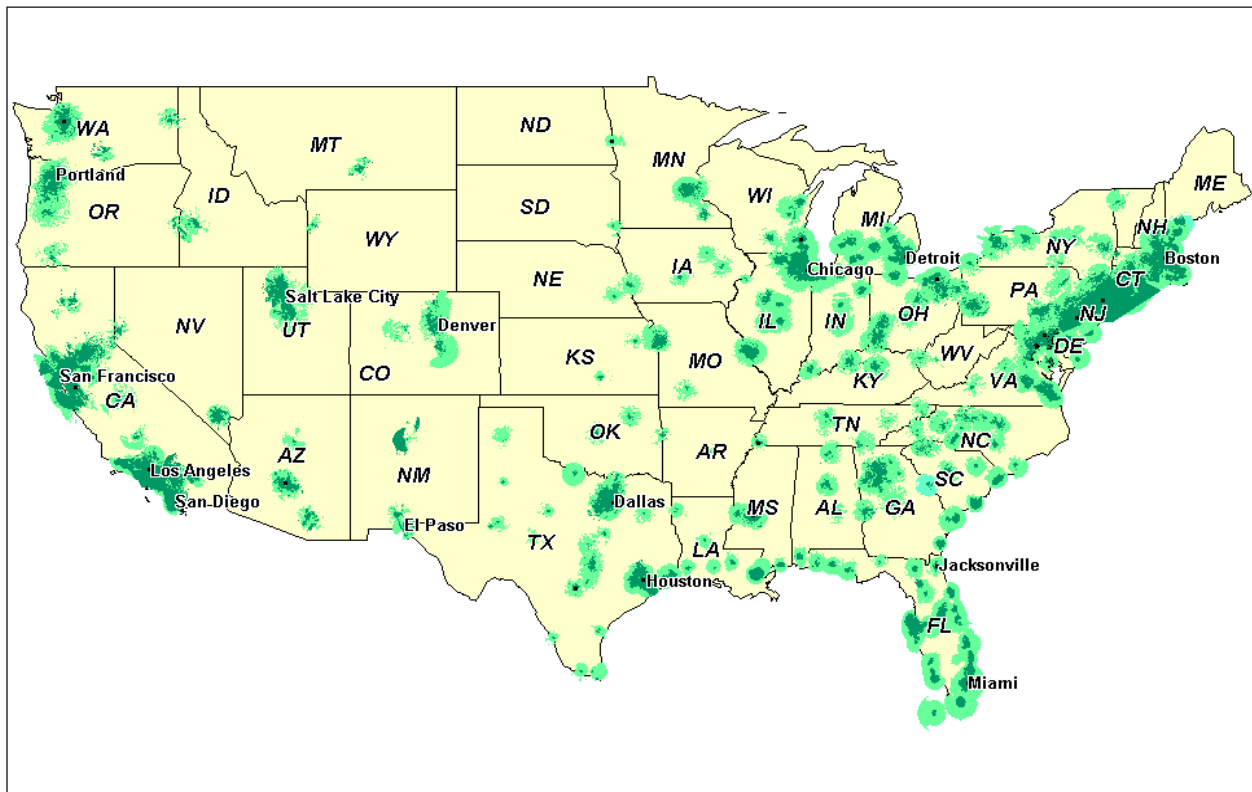 WA
MT
ND
MN
ME
Portland
ID
WI
MI
NH
OR
SD
WY
NY
Boston
Detroit
Chicago
IA
NE
CT
PA
Salt Lake City
NV
UT
Denver
IL
IN
OH
NJ
DE
KS
MO
WV
San Francisco
CO
KY
VA
CA
TN
NC
OK
AR
AZ
NM
Los Angeles
SC
San Diego
Dallas
MS
AL
GA
El Paso
TX
LA
Jacksonville
Houston
FL
Miami